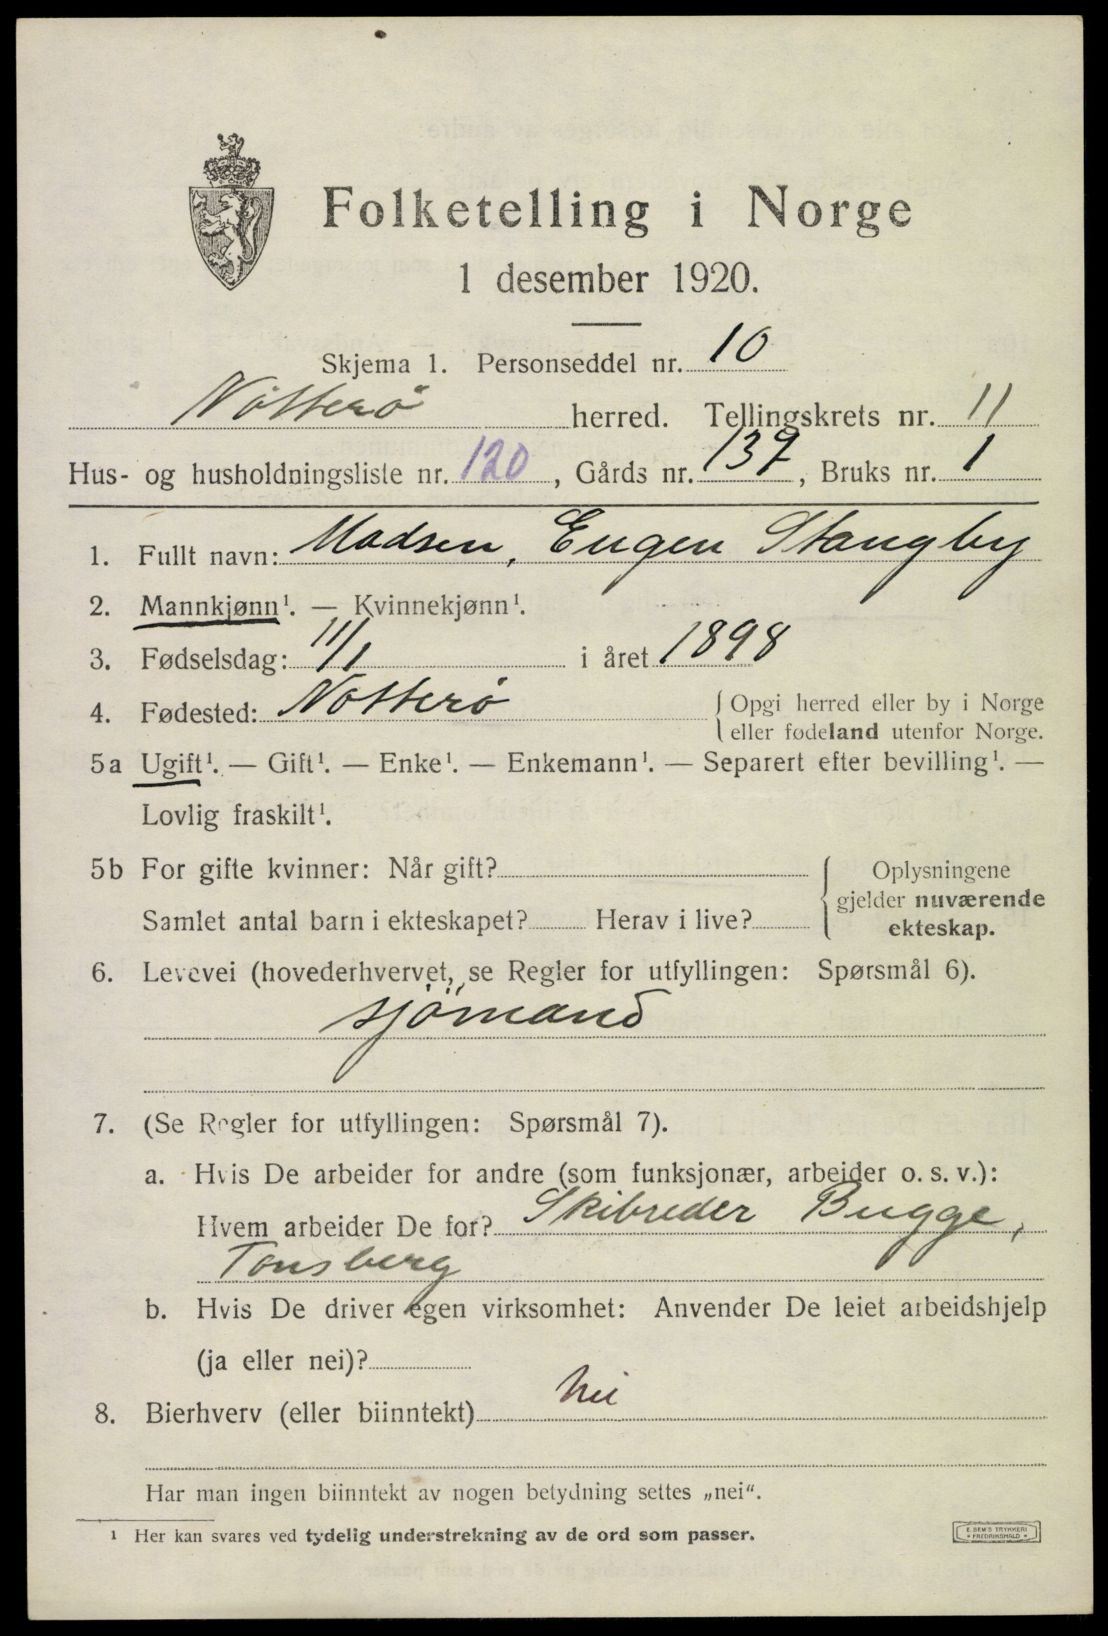 Folketelling i Norge
1 desember 1920.
Skjema 1. Personseddel nr. 10
Nøtterö herred. Tellingskrets nr. 11
Hus- og husholdningsliste nr. 120, Gårds nr. 137, Bruks nr. 1
1. Fullt navn: Madsen, Eugen Stangeby
2. Mannkjønn¹. — Kvinnekjønn¹.
3. Fødselsdag: 11/1 i året 1898
4. Fødested: Nøtterö { Opgi herred eller by i Norge
eller fødeland utenfor Norge.
5a Ugift¹. — Gift¹. — Enke¹. — Enkemann¹. — Separert efter bevilling¹. —
Lovlig fraskilt¹.
5b For gifte kvinner: Når gift?
Samlet antal barn i ekteskapet? Herav i live?
Oplysningene
gjelder nuværende
ekteskap.
6. Levevei (hovederhvervet, se Regler for utfyllingen: Spørsmål 6).
sjömand
7. (Se Regler for utfyllingen: Spørsmål 7).
a. Hvis De arbeider for andre (som funksjonær, arbeider o. s. v.):
Hvem arbeider De for? Skibreder Bugge,
Tønsberg
b. Hvis De driver egen virksomhet: Anvender De leiet arbeidshjelp
(ja eller nei)?
8. Bierhverv (eller biinntekt) Nei
Har man ingen biinntekt av nogen betydning settes „nei“.
¹ Her kan svares ved tydelig understrekning av de ord som passer.
E. SEM'S TRYKKERI
FREDRIKSHALD